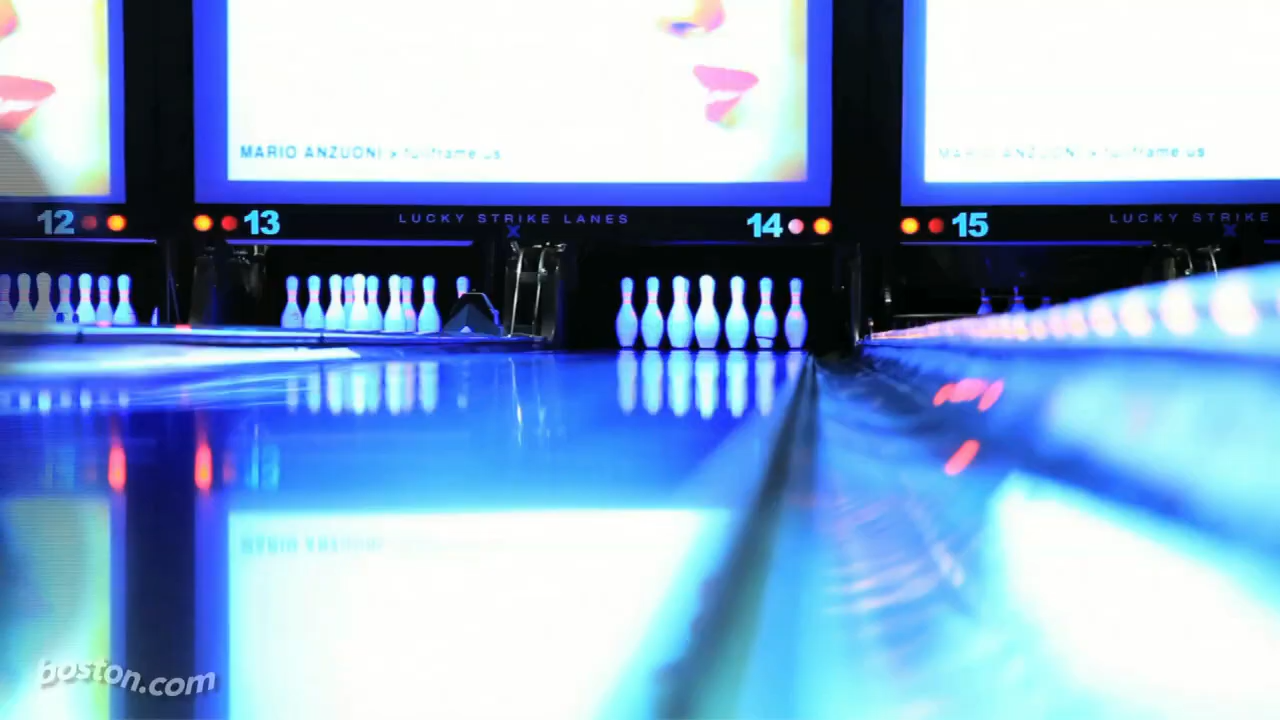 MARIO ANZUONI > fullframe.us
MARIO ANZUONI > fullframe.us
12
13
LUCKY STRIKE LANES
14
15
LUCKY STRIKE
boston.com